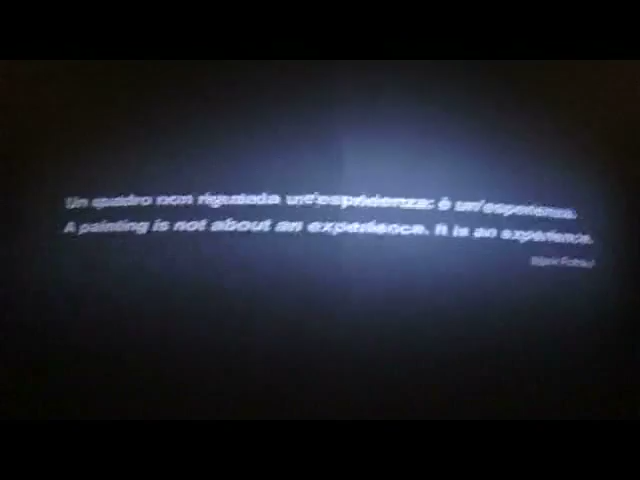 Un quadro non riguarda un'esperienza: è un'esperienza.
A painting is not about an experience. It is an experience.